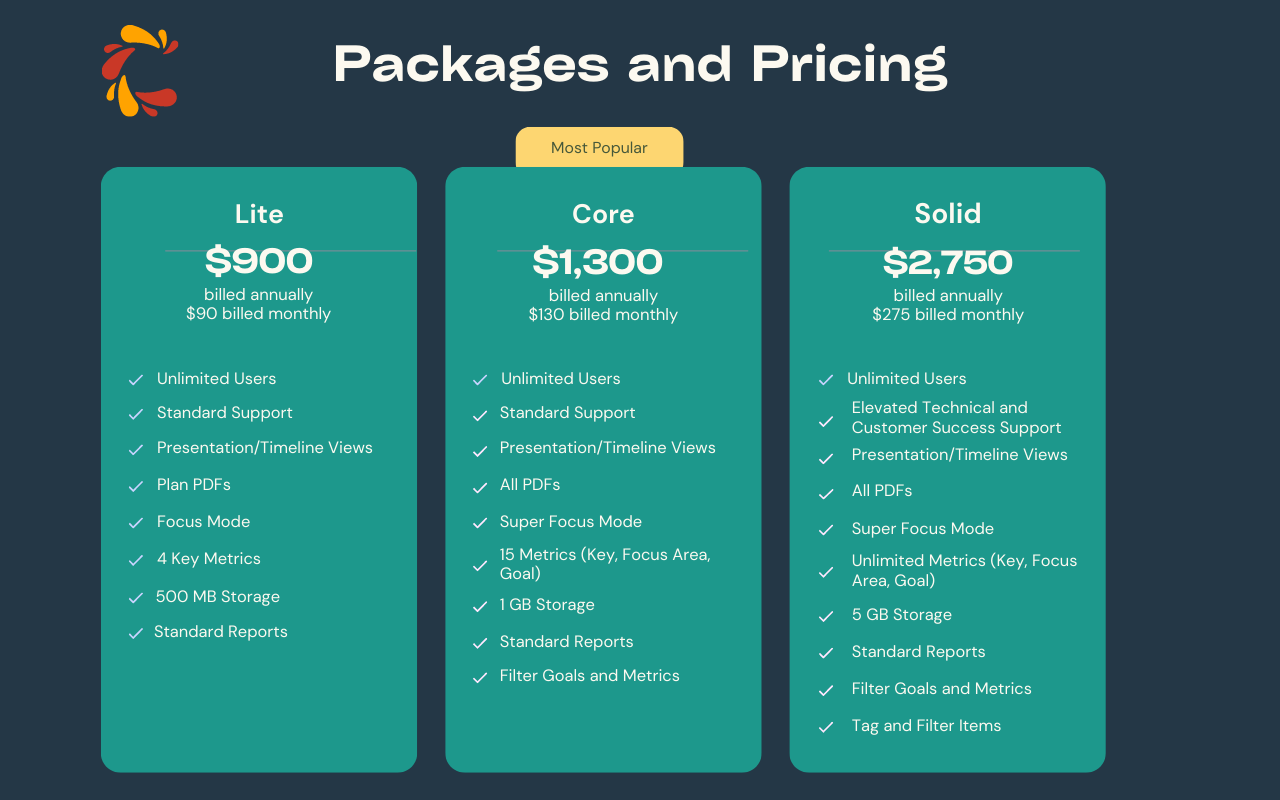 Packages and Pricing
Most Popular
Lite
$900
billed annually
$90 billed monthly
Unlimited Users
Standard Support
Presentation/Timeline Views
Plan PDFs
Focus Mode
4 Key Metrics
500 MB Storage
Standard Reports
Core
$1,300
billed annually
$130 billed monthly
Unlimited Users
Standard Support
Presentation/Timeline Views
All PDFs
Super Focus Mode
15 Metrics (Key, Focus Area,
Goal)
1 GB Storage
Standard Reports
Filter Goals and Metrics
Solid
$2,750
billed annually
$275 billed monthly
Unlimited Users
Elevated Technical and
Customer Success Support
Presentation/Timeline Views
All PDFs
Super Focus Mode
Unlimited Metrics (Key, Focus
Area, Goal)
5 GB Storage
Standard Reports
Filter Goals and Metrics
Tag and Filter Items